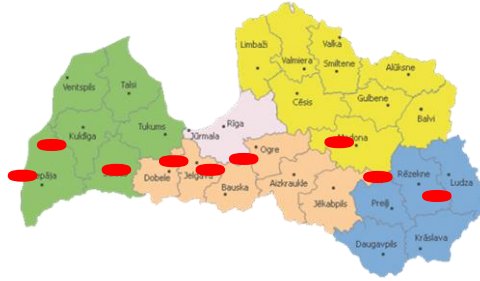 Valka
Limbaži
Valmiera
Smiltene
Alūksne
Ventspils
Talsi
Cēsis
Gulbene
Balvi
Tukums
Rīga
Kuldīga
Jūrmala
Ogre
Rēzekne
Ludza
Dobele
Aizkraukle
Bauska
Jēkabpils
Preiļi
Krāslava
Daugavpils